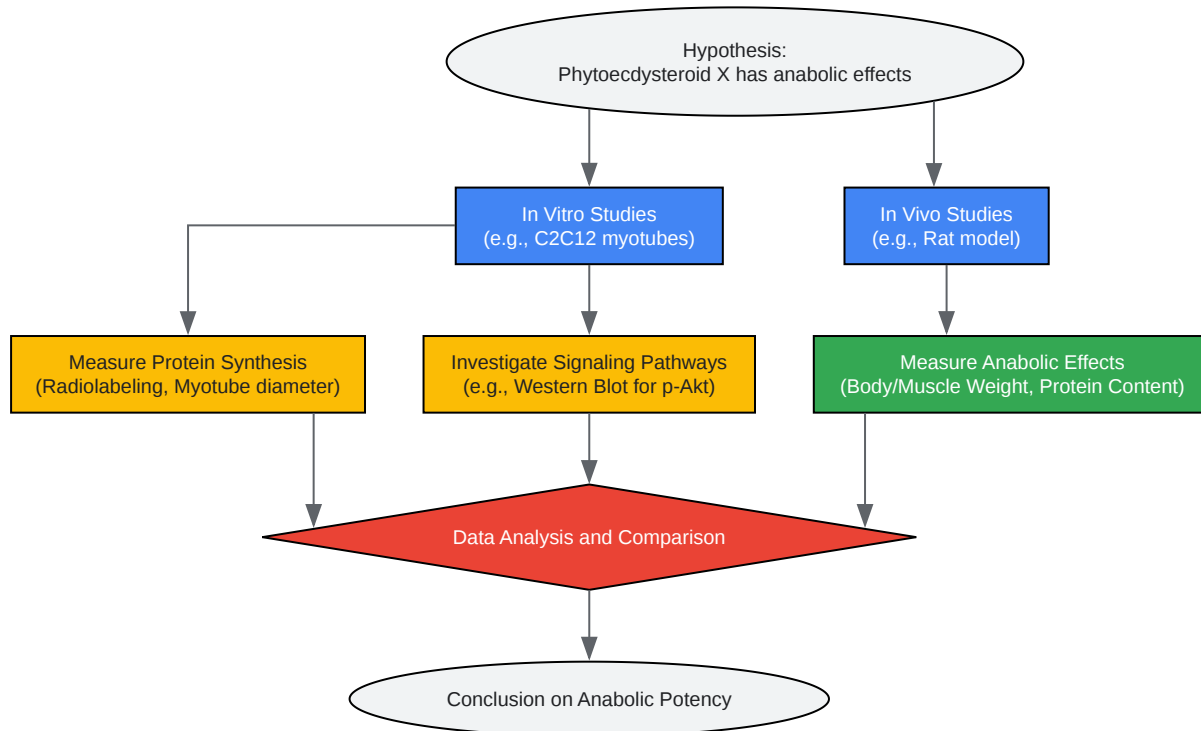 Hypothesis:
Phytoecdysteroid X has anabolic effects
In Vitro Studies
(e.g., C2C12 myotubes)
In Vivo Studies
(e.g., Rat model)
Measure Protein Synthesis
(Radiolabeling, Myotube diameter)
Investigate Signaling Pathways
(e.g., Western Blot for p-Akt)
Measure Anabolic Effects
(Body/Muscle Weight, Protein Content)
Data Analysis and Comparison
Conclusion on Anabolic Potency